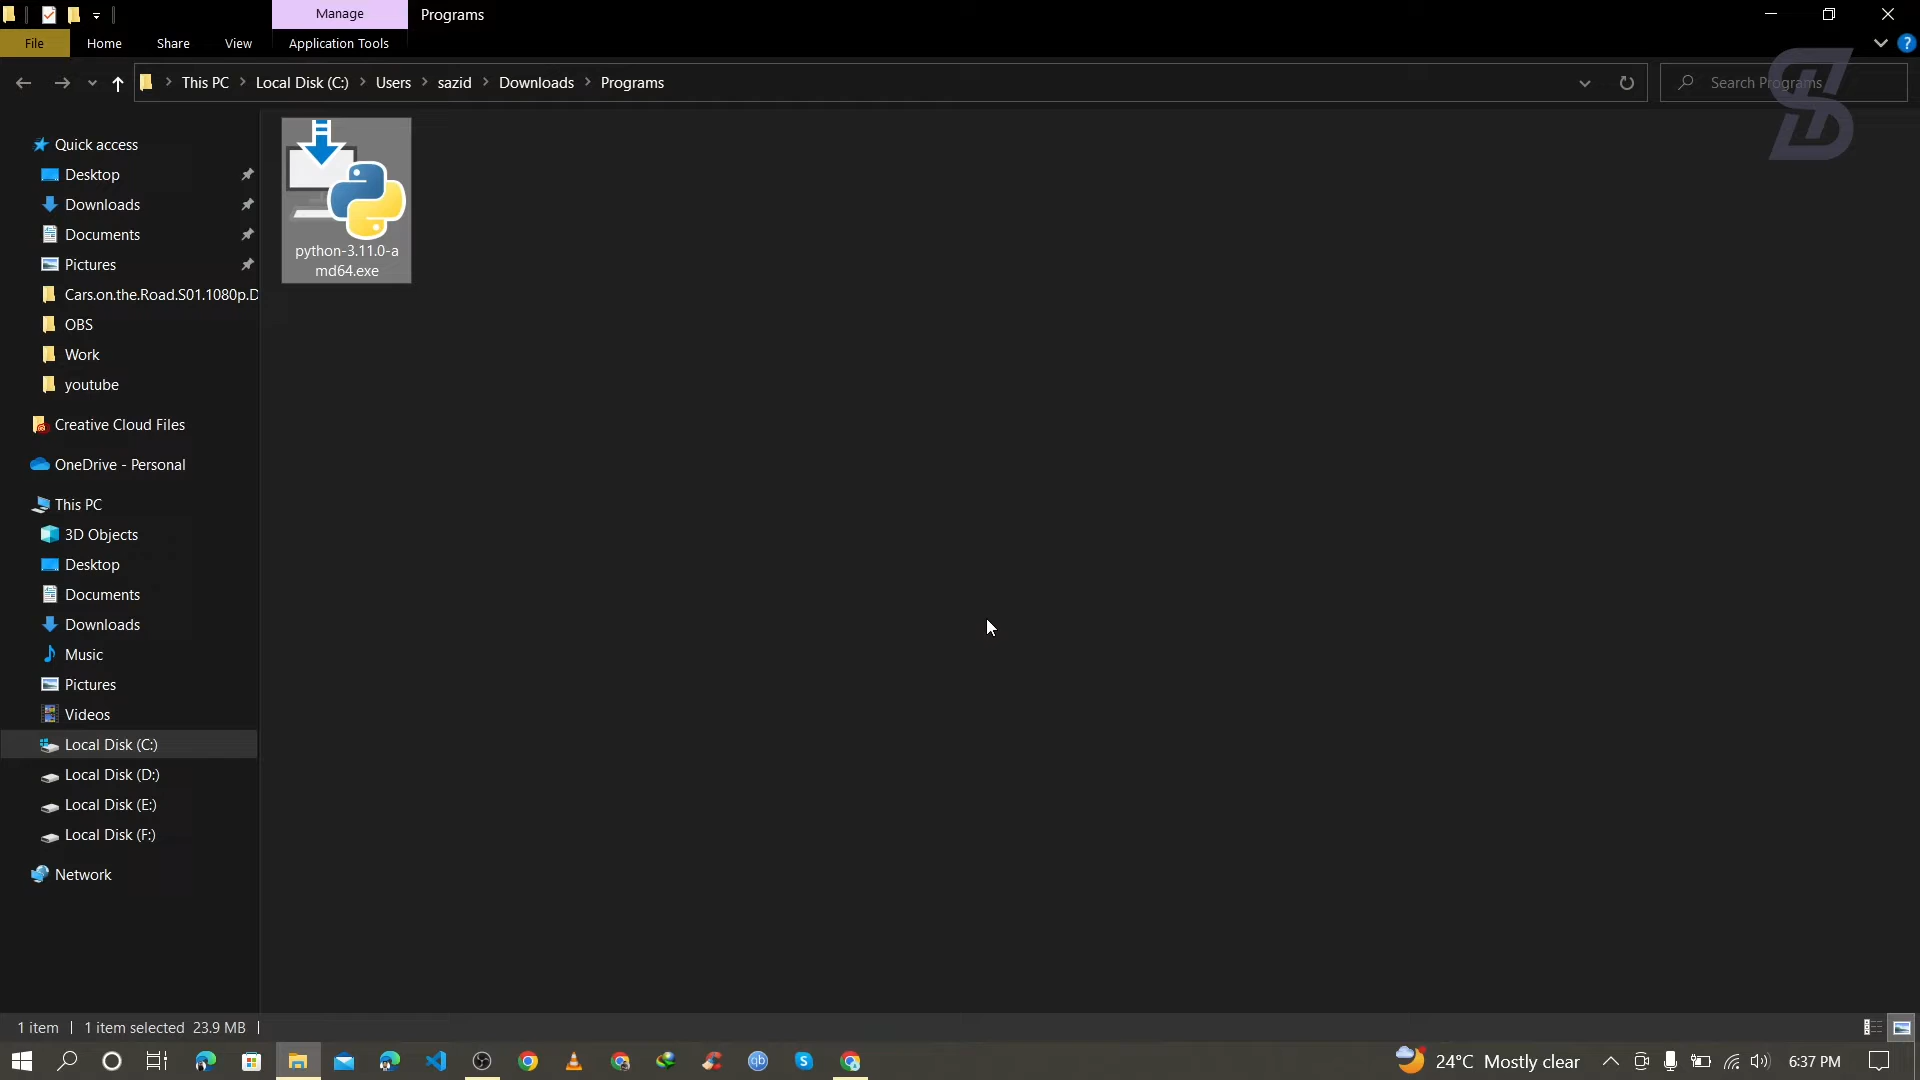 Manage
Programs
File
Home
Share
View
Application Tools
This PC
Local Disk (C:)
Users
sazid
Downloads
Programs
Search Programs
Quick access
Desktop
Downloads
Documents
Pictures
Cars.on.the.Road.S01.1080p.D
OBS
Work
youtube
Creative Cloud Files
OneDrive - Personal
This PC
3D Objects
Desktop
Documents
Downloads
Music
Pictures
Videos
Local Disk (C:)
Local Disk (D:)
Local Disk (E:)
Local Disk (F:)
Network
python-3.11.0-a
md64.exe
1 item
1 item selected 23.9 MB
24°C Mostly clear
6:37 PM